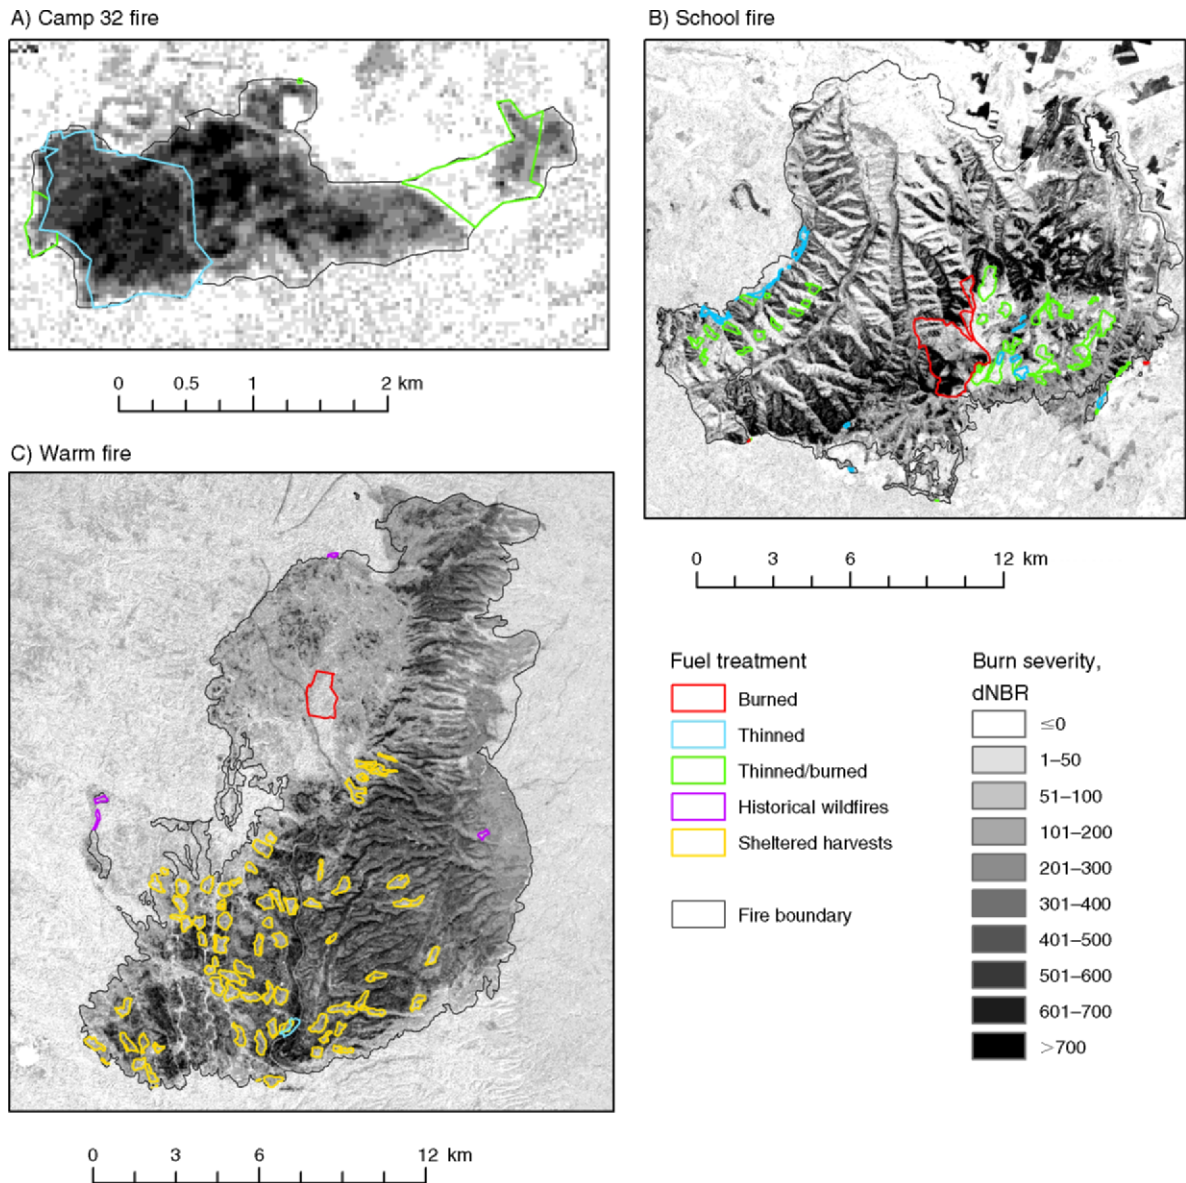 A) Camp 32 fire
B) School fire
0 0.5 1 2 km
C) Warm fire
0 3 6 12 km
Fuel treatment
Burned
Thinned
Thinned/burned
Historical wildfires
Sheltered harvests
Fire boundary
Burn severity,
dNBR
≤0
1–50
51–100
101–200
201–300
301–400
401–500
501–600
601–700
>700
0 3 6 12 km